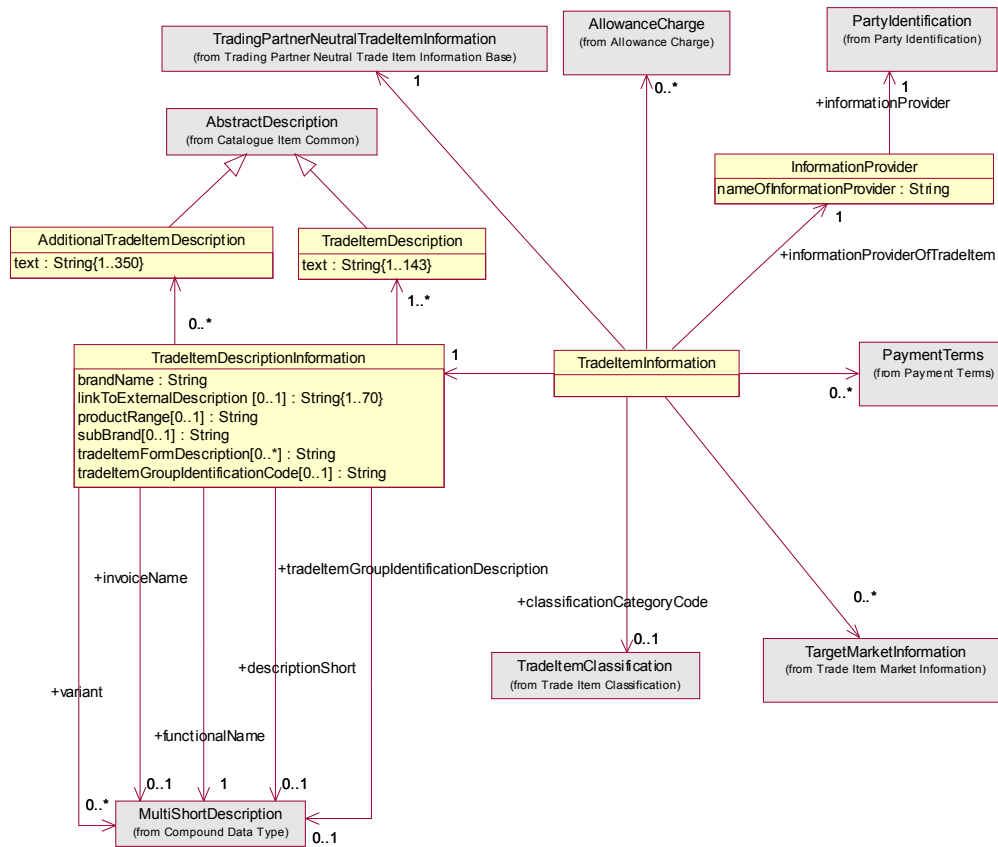 TradingPartnerNeutralTradeItemInformation
(from Trading Partner Neutral Trade Item Information Base)
1
AllowanceCharge
(from Allowance Charge)
0..*
PartyIdentification
(from Party Identification)
1
+informationProvider
AbstractDescription
(from Catalogue Item Common)
InformationProvider
nameOfInformationProvider : String
1
+informationProviderOfTradeItem
AdditionalTradeItemDescription
text : String{1..350}
0..*
TradeItemDescription
text : String{1..143}
1..*
TradeItemDescriptionInformation
brandName : String
linkToExternalDescription [0..1] : String{1..70}
productRange[0..1] : String
subBrand[0..1] : String
tradeItemFormDescription[0..*] : String
tradeItemGroupIdentificationCode[0..1] : String
1
TradeItemInformation
PaymentTerms
(from Payment Terms)
0..*
+invoiceName
+tradeItemGroupIdentificationDescription
+classificationCategoryCode
0..1
0..*
TradeItemClassification
(from Trade Item Classification)
TargetMarketInformation
(from Trade Item Market Information)
+descriptionShort
+variant
+functionalName
0..1
1
0..1
0..*
0..1
MultiShortDescription
(from Compound Data Type)